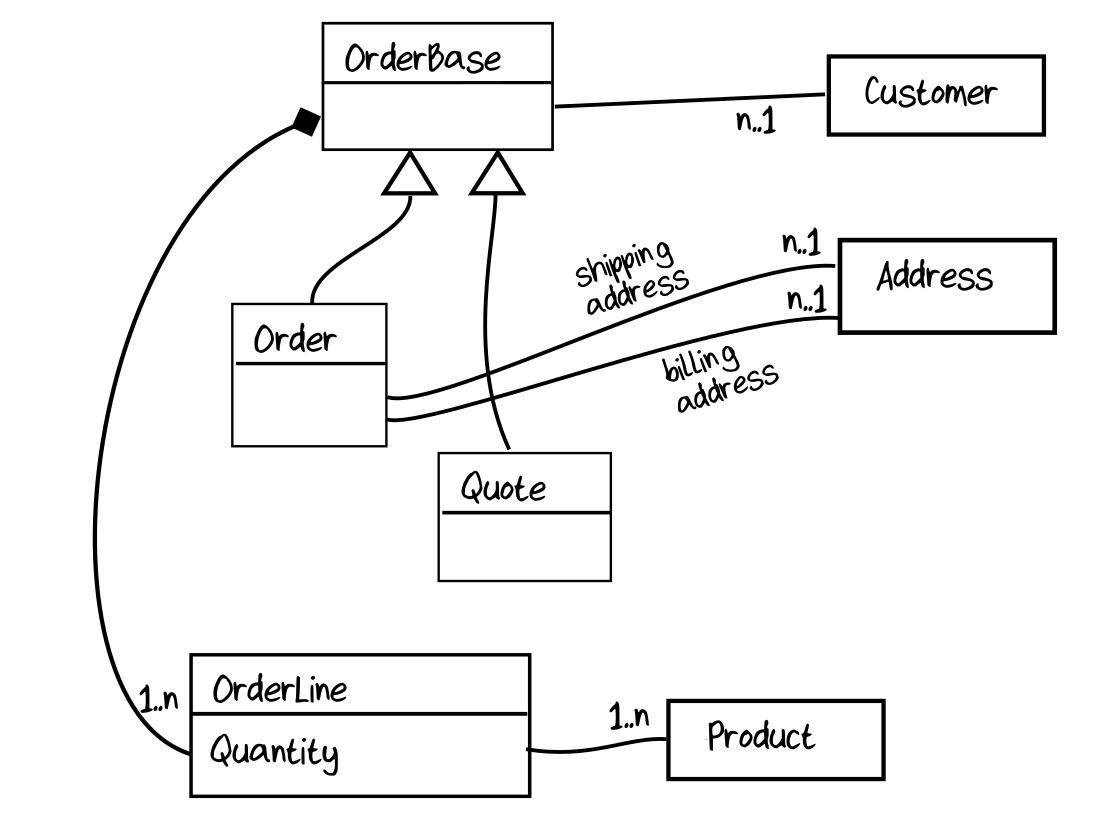 OrderBase
Customer
n..1
shipping
address
n..1
Address
n..1
Order
billing
address
Quote
OrderLine
1..n
Quantity
1..n
Product